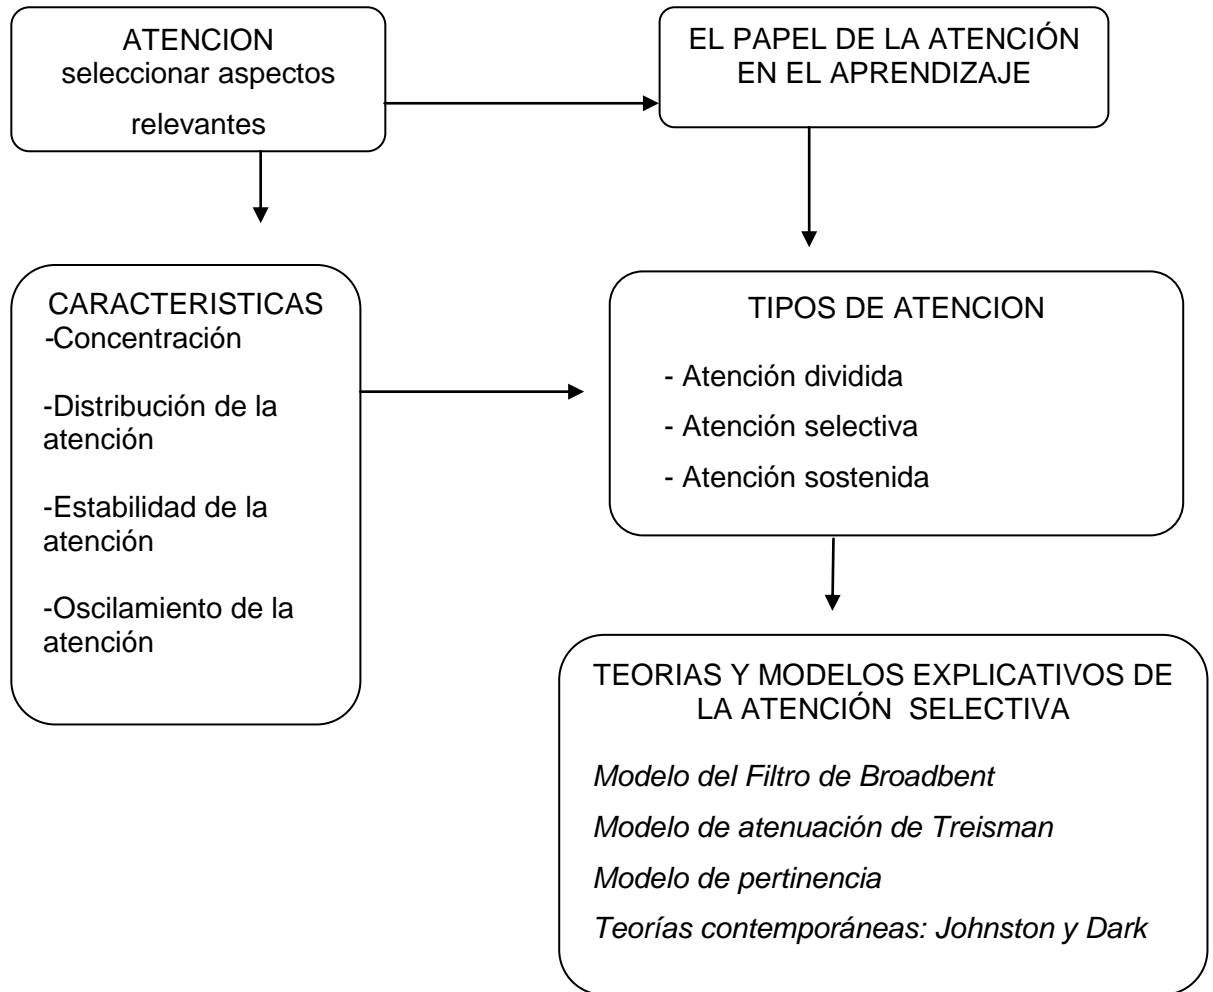 ATENCION
seleccionar aspectos
relevantes
EL PAPEL DE LA ATENCIÓN
EN EL APRENDIZAJE
CARACTERISTICAS
-Concentración
-Distribución de la
atención
-Estabilidad de la
atención
-Oscilamiento de la
atención
TIPOS DE ATENCION
- Atención dividida
- Atención selectiva
- Atención sostenida
TEORIAS Y MODELOS EXPLICATIVOS DE
LA ATENCIÓN SELECTIVA
Modelo del Filtro de Broadbent
Modelo de atenuación de Treisman
Modelo de pertinencia
Teorías contemporáneas: Johnston y Dark